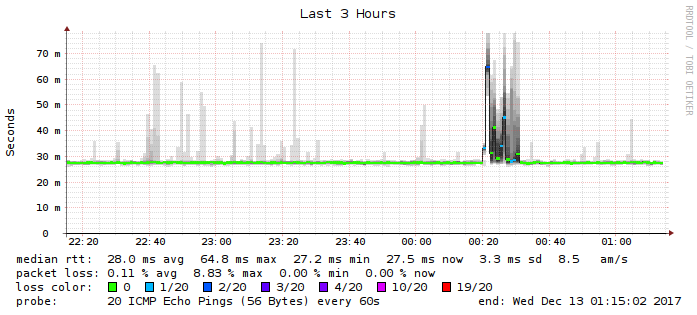 Last 3 Hours
RRDTOOL / TOBI OETIKER
Seconds
70 m
60 m
50 m
40 m
30 m
20 m
10 m
0
22:20 22:40 23:00 23:20 23:40 00:00 00:20 00:40 01:00
median rtt: 28.0 ms avg 64.8 ms max 27.2 ms min 27.5 ms now 3.3 ms sd 8.5 am/s
packet loss: 0.11 % avg 8.83 % max 0.00 % min 0.00 % now
loss color: 0 1/20 2/20 3/20 4/20 10/20 19/20
probe: 20 ICMP Echo Pings (56 Bytes) every 60s end: Wed Dec 13 01:15:02 2017